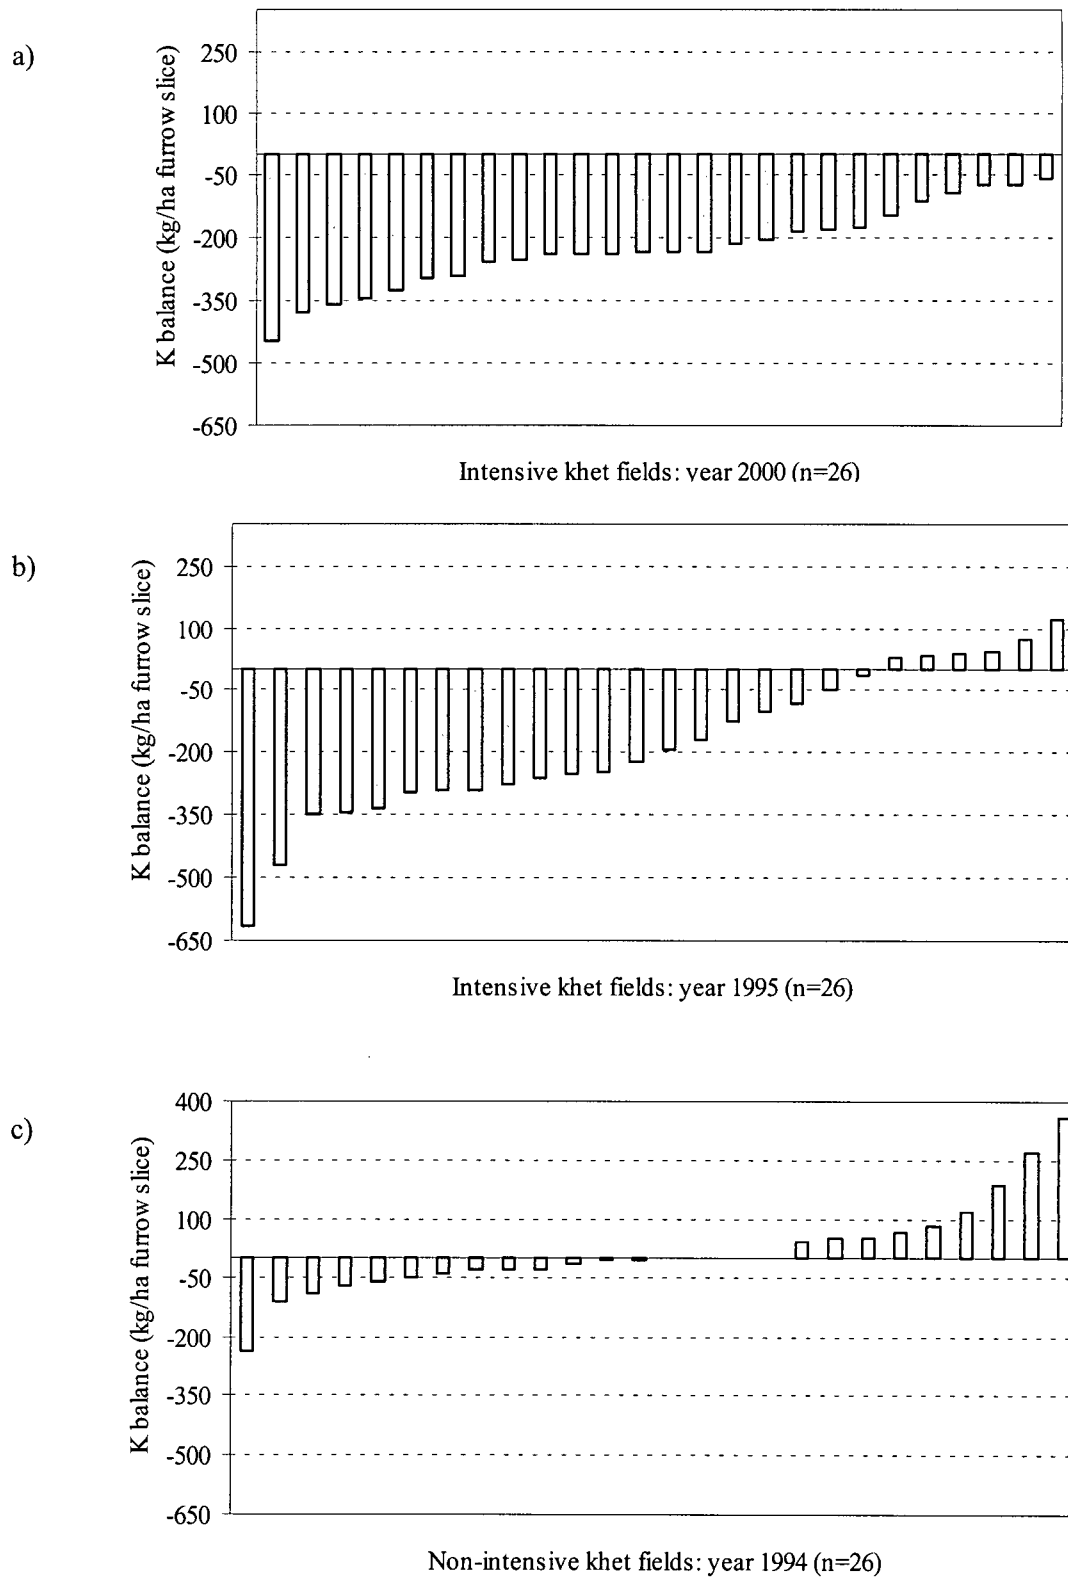 a)
K balance (kg/ha furrow slice)
250
100
-50
-200
-350
-500
-650
Intensive khet fields: year 2000 (n=26)
b)
K balance (kg/ha furrow slice)
250
100
-50
-200
-350
-500
-650
Intensive khet fields: year 1995 (n=26)
c)
K balance (kg/ha furrow slice)
400
250
100
-50
-200
-350
-500
-650
Non-intensive khet fields: year 1994 (n=26)